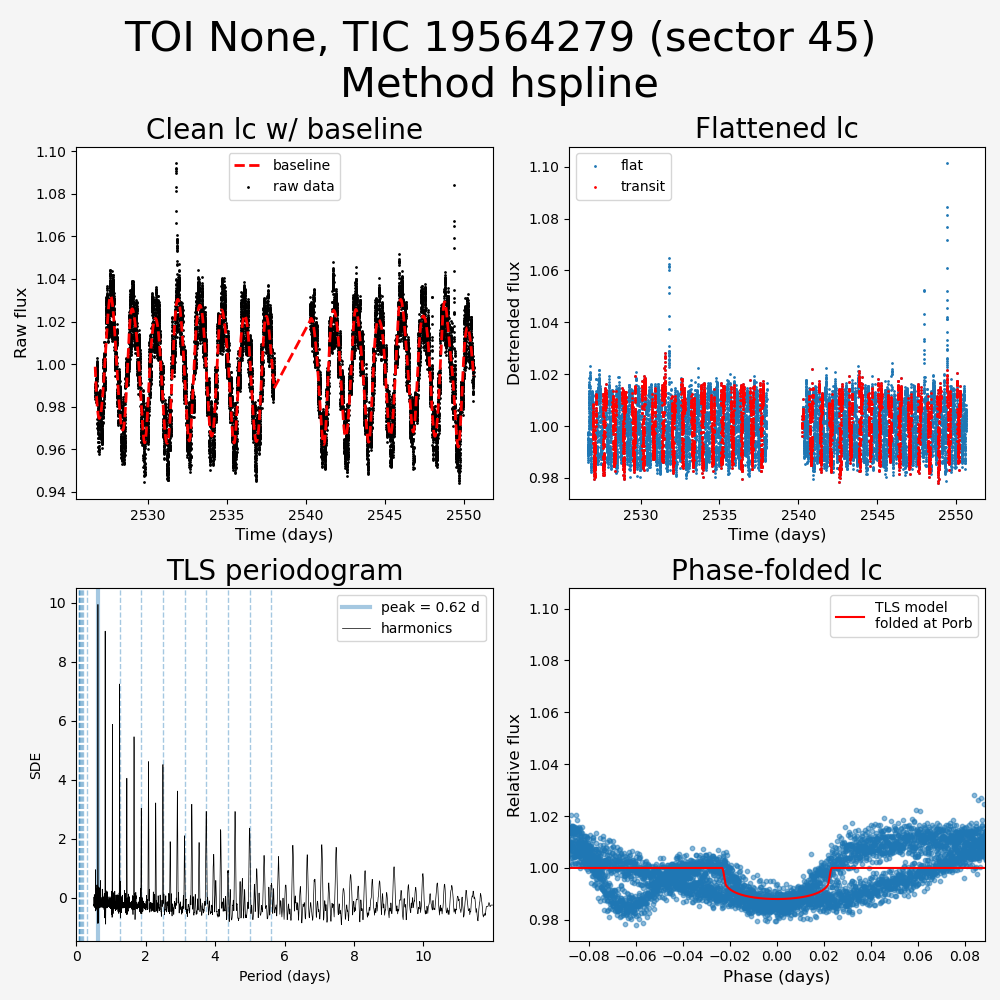 TOI None, TIC 19564279 (sector 45)
Method hspline
Clean lc w/ baseline
baseline
raw data
Raw flux
1.10
1.08
1.06
1.04
1.02
1.00
0.98
0.96
0.94
2530
2535
2540
2545
2550
Time (days)
Flattened lc
flat
transit
Detrended flux
1.10
1.08
1.06
1.04
1.02
1.00
0.98
2530
2535
2540
2545
2550
Time (days)
TLS periodogram
peak = 0.62 d
harmonics
SDE
10
8
6
4
2
0
0
2
4
6
8
10
Period (days)
Phase-folded lc
TLS model
folded at Porb
Relative flux
1.10
1.08
1.06
1.04
1.02
1.00
0.98
−0.08
−0.06
−0.04
−0.02
0.00
0.02
0.04
0.06
0.08
Phase (days)